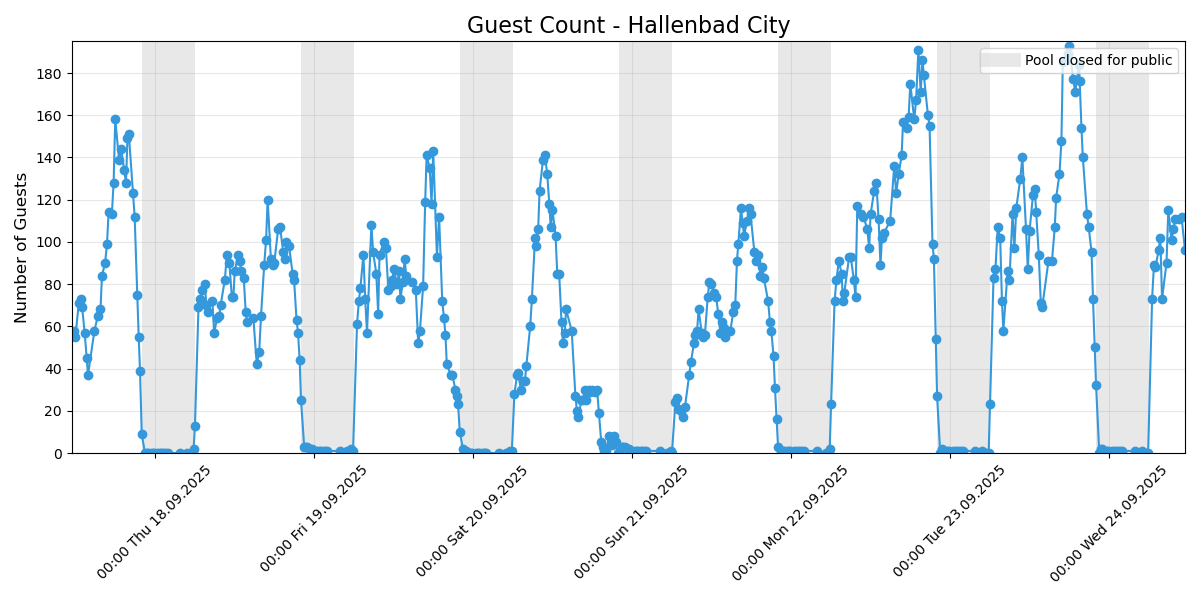 Guest Count - Hallenbad City
Pool closed for public
Number of Guests
180
160
140
120
100
80
60
40
20
0
00:00 Thu 18.09.2025
00:00 Fri 19.09.2025
00:00 Sat 20.09.2025
00:00 Sun 21.09.2025
00:00 Mon 22.09.2025
00:00 Tue 23.09.2025
00:00 Wed 24.09.2025